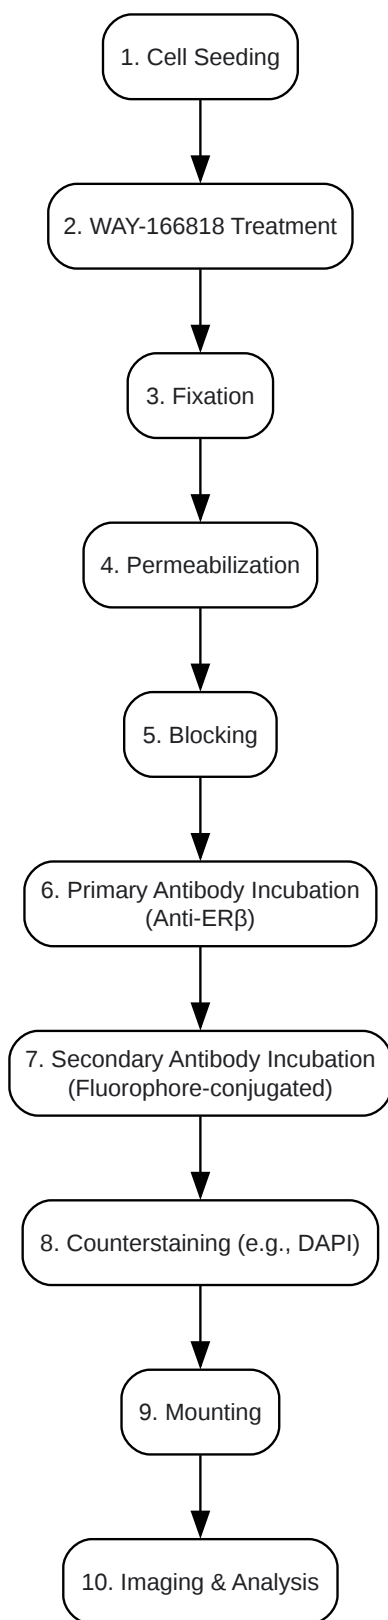 1. Cell Seeding
2. WAY-166818 Treatment
3. Fixation
4. Permeabilization
5. Blocking
6. Primary Antibody Incubation
(Anti-ERβ)
7. Secondary Antibody Incubation
(Fluorophore-conjugated)
8. Counterstaining (e.g., DAPI)
9. Mounting
10. Imaging & Analysis